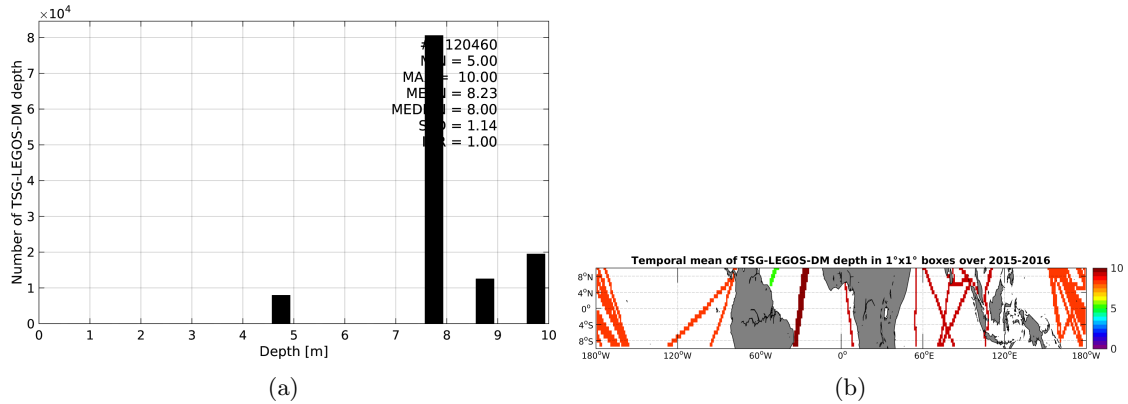 ×10⁴
8
7
6
5
4
3
2
1
0
Number of TSG-LEGOS-DM depth
120460
= 5.00
= 10.00
= 8.23
= 8.00
= 1.14
= 1.00
0 1 2 3 4 5 6 7 8 9 10
Depth [m]
(a)
Temporal mean of TSG-LEGOS-DM depth in 1°x1° boxes over 2015-2016
8°N
4°N
0°
4°S
8°S
180°W 120°W 60°W 0° 60°E 120°E 180°W
10
5
0
(b)